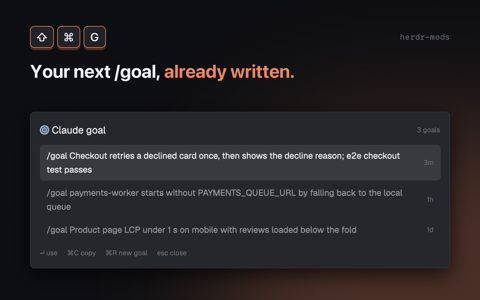 ⇧ ⌘ G
herdr-mods
Your next /goal, already written.
Claude goal
3 goals
/goal Checkout retries a declined card once, then shows the decline reason; e2e checkout
test passes
3m
/goal payments-worker starts without PAYMENTS_QUEUE_URL by falling back to the local
queue
1h
/goal Product page LCP under 1 s on mobile with reviews loaded below the fold
1d
⏎ use ⌘C copy ⌘R new goal esc close